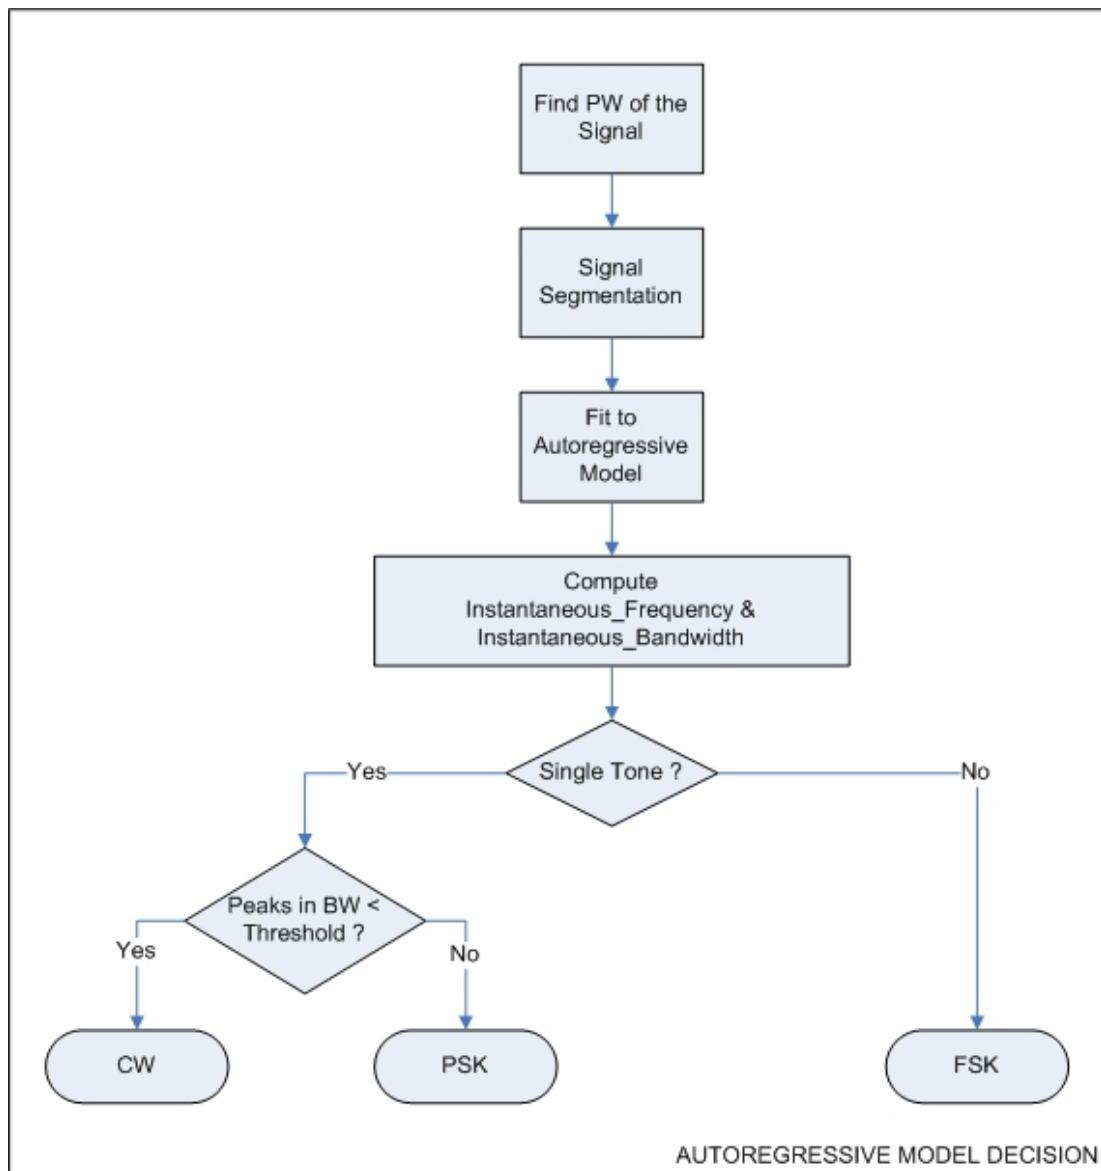 Find PW of the
Signal
Signal
Segmentation
Fit to
Autoregressive
Model
Compute
Instantaneous_Frequency &
Instantaneous_Bandwidth
Single Tone ?
Yes
No
Peaks in BW <
Threshold ?
Yes
No
CW
PSK
FSK
AUTOREGRESSIVE MODEL DECISION